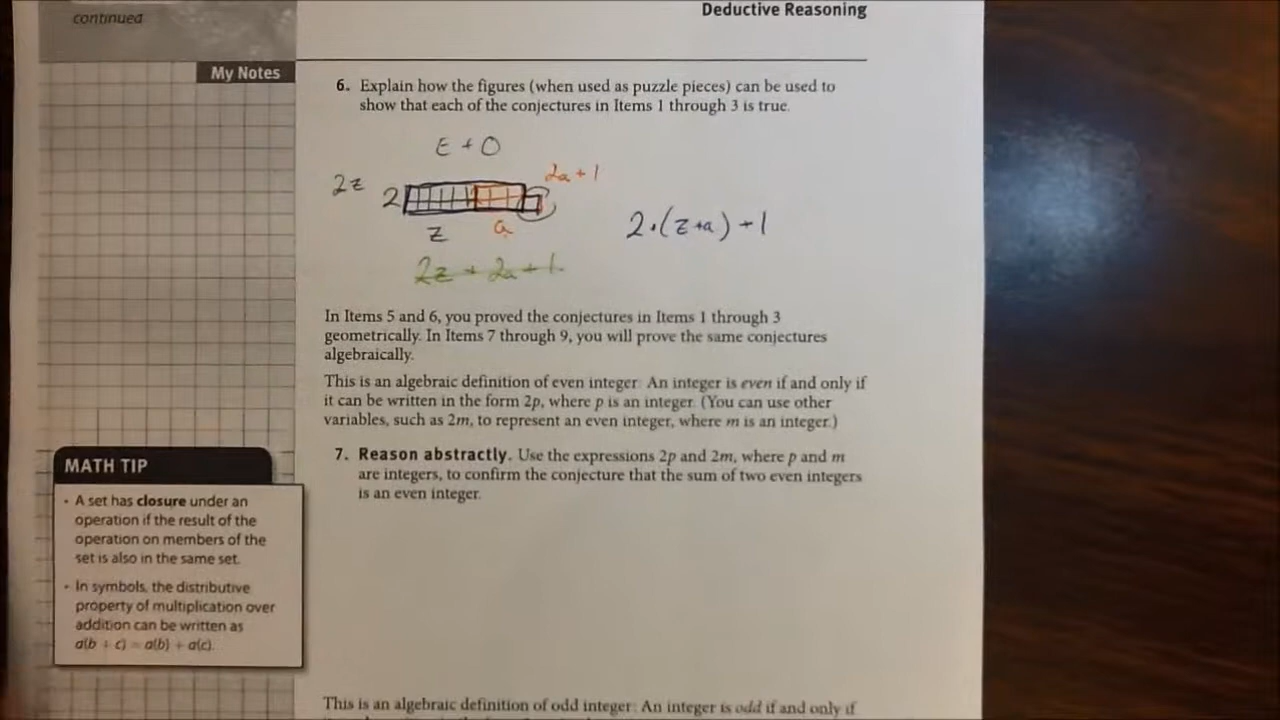 continued
Deductive Reasoning
My Notes
6. Explain how the figures (when used as puzzle pieces) can be used to
show that each of the conjectures in Items 1 through 3 is true.
E + O
2z
2
2a + 1
z
a
2·(z+a) + 1
2z + 2a + 1
In Items 5 and 6, you proved the conjectures in Items 1 through 3
geometrically. In Items 7 through 9, you will prove the same conjectures
algebraically.
This is an algebraic definition of even integer: An integer is even if and only if
it can be written in the form 2p, where p is an integer. (You can use other
variables, such as 2m, to represent an even integer, where m is an integer.)
7. Reason abstractly. Use the expressions 2p and 2m, where p and m
are integers, to confirm the conjecture that the sum of two even integers
is an even integer.
MATH TIP
• A set has closure under an
operation if the result of the
operation on members of the
set is also in the same set.
• In symbols, the distributive
property of multiplication over
addition can be written as
a(b + c) = a(b) + a(c).
This is an algebraic definition of odd integer: An integer is odd if and only if